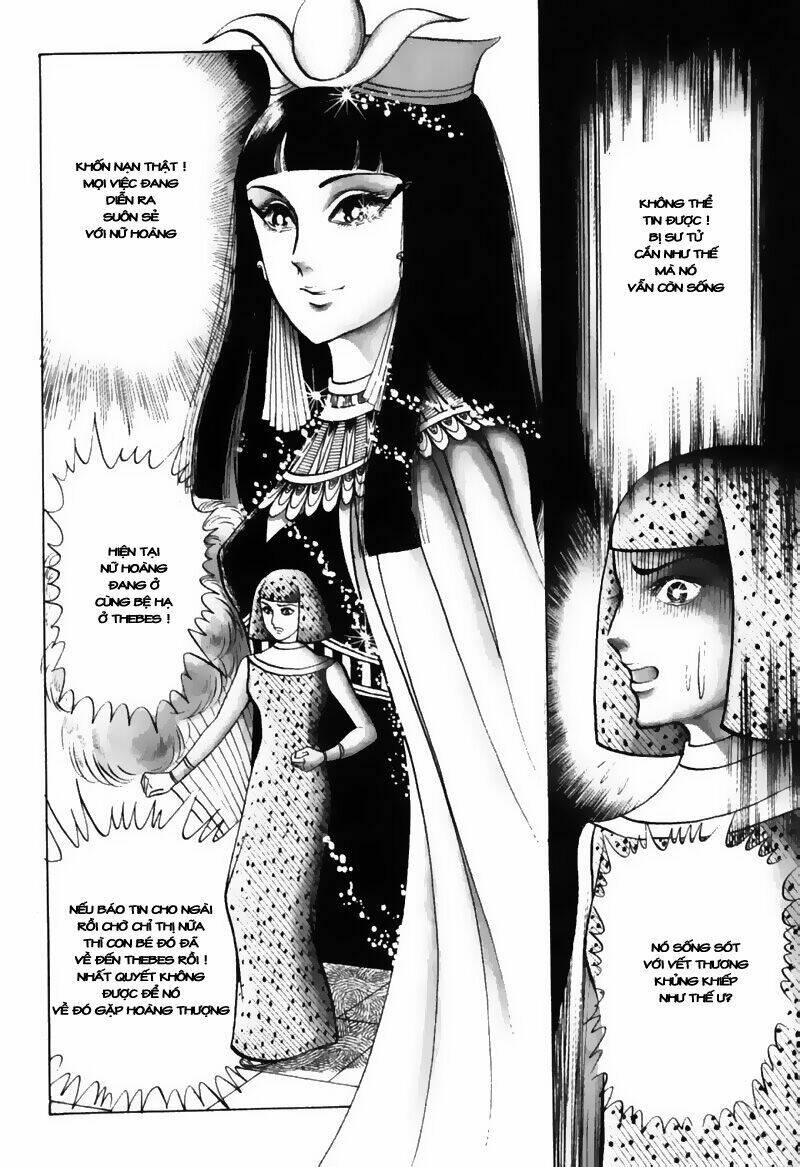 KHÔNG THỂ
TIN ĐƯỢC !
BỊ SƯ TỬ
CẮN NHƯ THẾ
MÀ NÓ
VẪN CÒN SỐNG
NÓ SỐNG SÓT
VỚI VẾT THƯƠNG
KHỦNG KHIẾP
NHƯ THẾ Ư?
KHỐN NẠN THẬT !
MỌI VIỆC ĐANG
DIỄN RA
SUÔN SẺ
VỚI NỮ HOÀNG
HIỆN TẠI
NỮ HOÀNG
ĐANG Ở
CÙNG BỆ HẠ
Ở THEBES !
NẾU BÁO TIN CHO NGÀI
RỒI CHỜ CHỈ THỊ NỮA
THÌ CON BÉ ĐÓ ĐÃ
VỀ ĐẾN THEBES RỒI !
NHẤT QUYẾT KHÔNG
ĐƯỢC ĐỂ NÓ
VỀ ĐÓ GẶP HOÀNG THƯỢNG